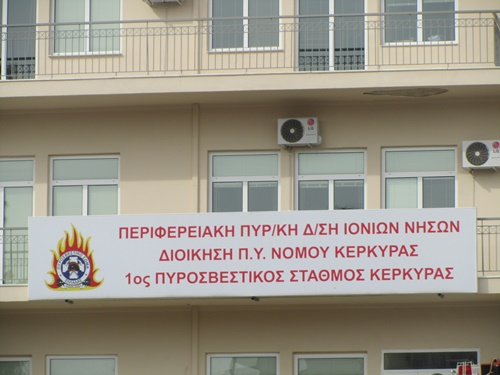 ΠΕΡΙΦΕΡΕΙΑΚΗ ΠΥΡ/ΚΗ Δ/ΣΗ ΙΟΝΙΩΝ ΝΗΣΩΝ
ΔΙΟΙΚΗΣΗ Π.Υ. ΝΟΜΟΥ ΚΕΡΚΥΡΑΣ
1ος ΠΥΡΟΣΒΕΣΤΙΚΟΣ ΣΤΑΘΜΟΣ ΚΕΡΚΥΡΑΣ